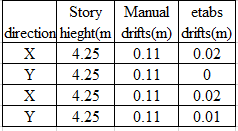 Story Manual etabs
direction hieght(m drifts(m) drifts(m)
X 4.25 0.11 0.02
Y 4.25 0.11 0
X 4.25 0.11 0.02
Y 4.25 0.11 0.01